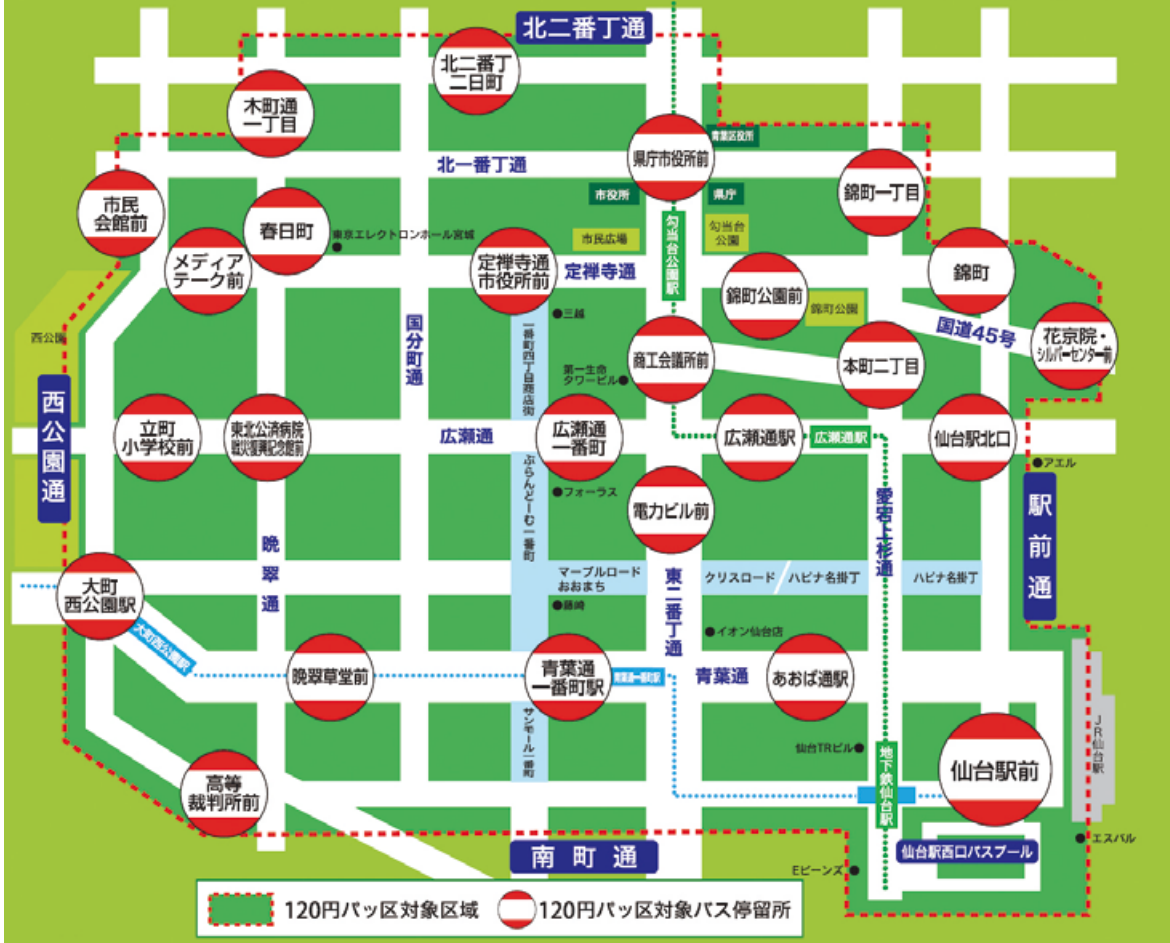 北二番丁通
北二番丁
二日町
木町通
一丁目
青葉区役所
県庁市役所前
北一番丁通
市民
会館前
市役所
県庁
錦町一丁目
春日町
東京エレクトロンホール宮城
メディア
テーク前
市民広場
勾当台
公園
勾当台公園駅
定禅寺通
市役所前
定禅寺通
錦町公園前
錦町公園
錦町
国道45号
花京院・
シルバーセンター前
西公園
三越
一番町四丁目商店街
国分町通
第一生命
タワービル
商工会議所前
本町二丁目
西公園通
立町
小学校前
東北公済病院
戦災復興記念館前
広瀬通
広瀬通
一番町
広瀬通駅
広瀬通駅
仙台駅北口
アエル
ぶらんどーむ一番町
フォーラス
電力ビル前
愛宕上杉通
駅前通
晩翠通
大町
西公園駅
マーブルロード
おおまち
クリスロード
ハピナ名掛丁
ハピナ名掛丁
藤崎
東二番丁通
イオン仙台店
大町西公園駅
晩翠草堂前
青葉通
一番町駅
青葉通一番町駅
青葉通
あおば通駅
サンモール一番町
仙台TRビル
地下鉄仙台駅
仙台駅前
JR仙台駅
高等
裁判所前
南町通
仙台駅西口バスプール
エスパル
Eビーンズ
120円パッ区対象区域
120円パッ区対象バス停留所